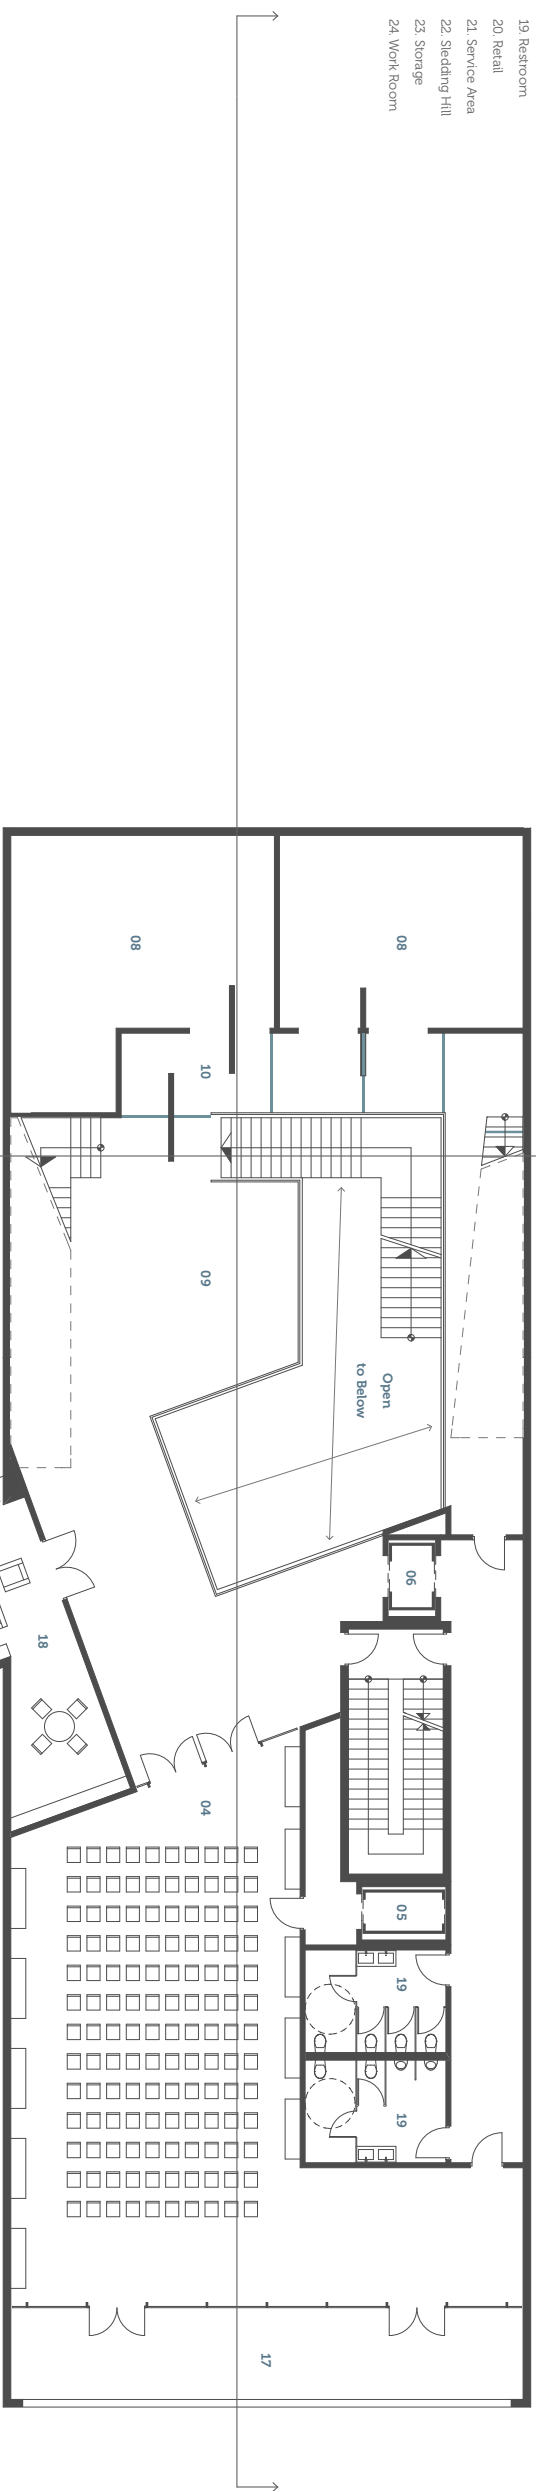 19. Restroom
20. Retail
21. Service Area
22. Sledding Hill
23. Storage
24. Work Room
08
08
10
09
Open
to Below
06
18
04
05
19
19
17